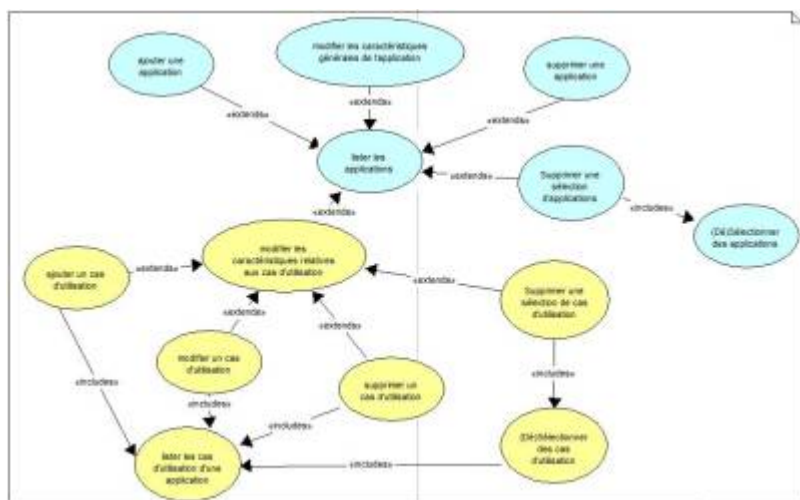 ajouter une
application
modifier les caractéristiques
générales de l'application
supprimer une
application
«extends»
«extends»
«extends»
lister les
applications
«extends»
Supprimer une
sélection
d'applications
«includes»
(Dé)Sélectionner
des applications
«extends»
modifier les
caractéristiques relatives
aux cas d'utilisation
ajouter un cas
d'utilisation
«extends»
«extends»
Supprimer une
sélection de cas
d'utilisation
«extends»
«extends»
modifier un cas
d'utilisation
supprimer un
cas d'utilisation
«includes»
«includes»
«includes»
«includes»
(Dé)Sélectionner
des cas
d'utilisation
lister les cas
d'utilisation d'une
application
«includes»